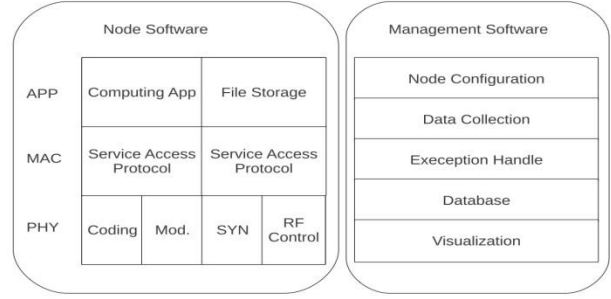 Node Software
APP
Computing App
File Storage
MAC
Service Access
Protocol
Service Access
Protocol
PHY
Coding
Mod.
SYN
RF
Control
Management Software
Node Configuration
Data Collection
Exeception Handle
Database
Visualization